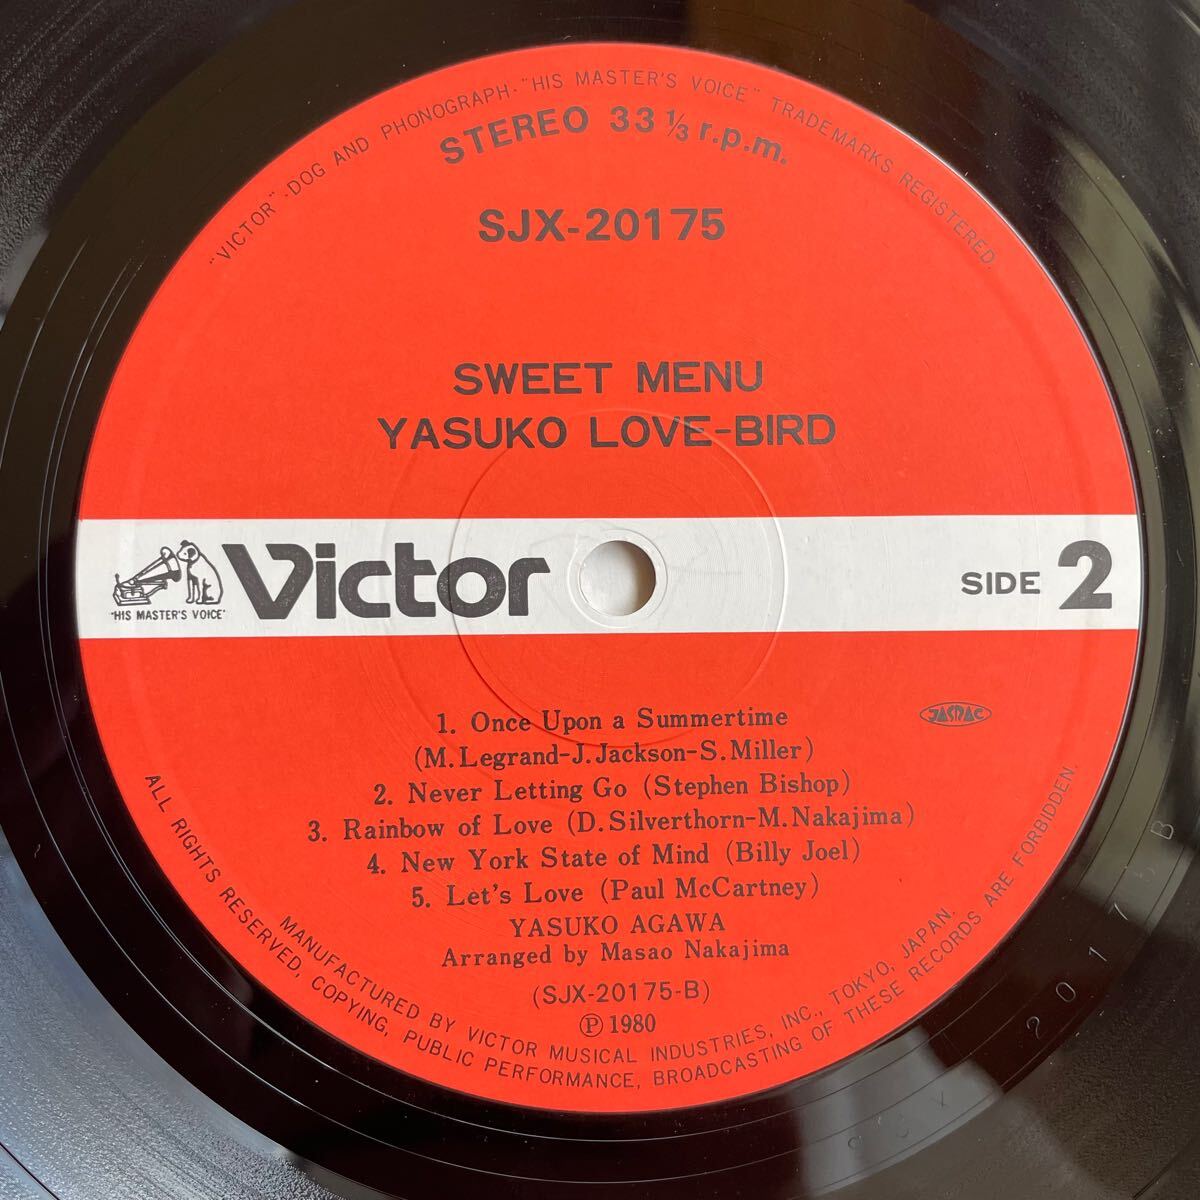 "VICTOR"·DOG AND PHONOGRAPH·"HIS MASTER'S VOICE" TRADEMARKS REGISTERED.
STEREO 33 1/3 r.p.m.
SJX-20175
SWEET MENU
YASUKO LOVE-BIRD
"HIS MASTER'S VOICE"
Victor
SIDE 2
JASRAC
1. Once Upon a Summertime
(M.Legrand-J.Jackson-S.Miller)
2. Never Letting Go (Stephen Bishop)
3. Rainbow of Love (D.Silverthorn-M.Nakajima)
4. New York State of Mind (Billy Joel)
5. Let's Love (Paul McCartney)
YASUKO AGAWA
Arranged by Masao Nakajima
(SJX-20175-B)
Ⓟ 1980
MANUFACTURED BY VICTOR MUSICAL INDUSTRIES, INC., TOKYO, JAPAN.
ALL RIGHTS RESERVED, COPYING, PUBLIC PERFORMANCE, BROADCASTING OF THESE RECORDS ARE FORBIDDEN.
20175B